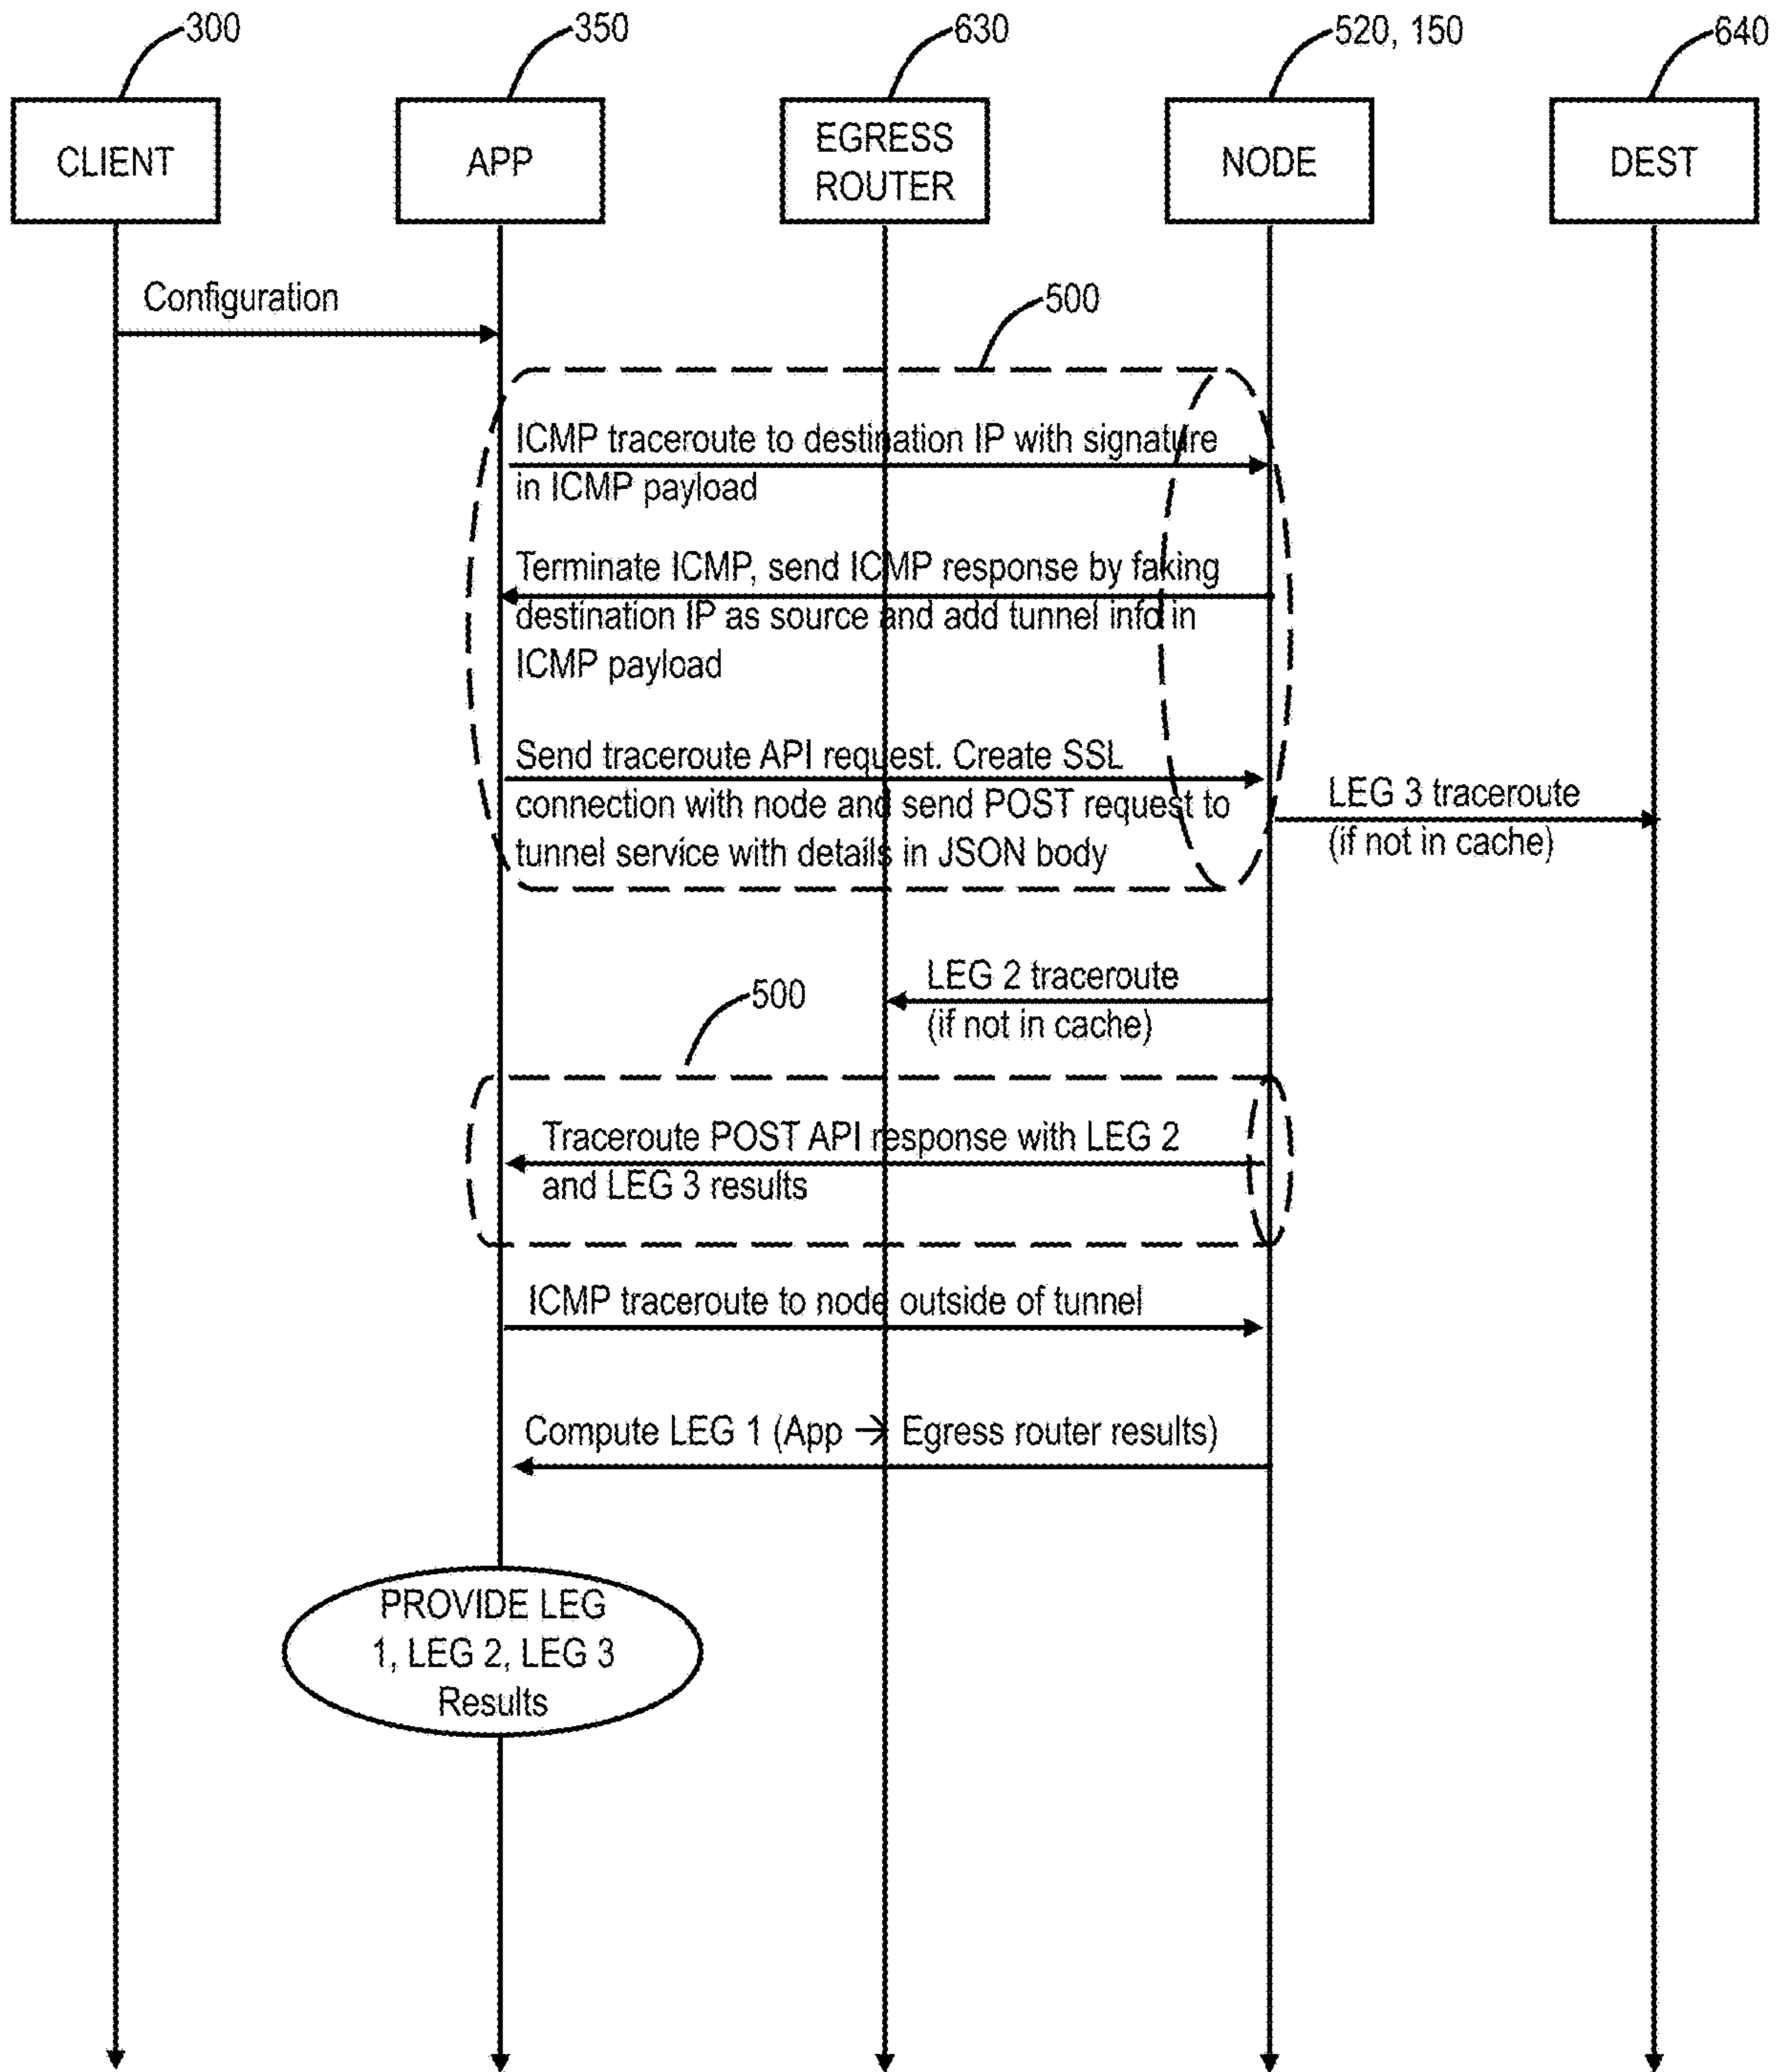 300
350
630
520, 150
640
CLIENT
APP
EGRESS
ROUTER
NODE
DEST
Configuration
500
ICMP traceroute to destination IP with signature
in ICMP payload
Terminate ICMP, send ICMP response by faking
destination IP as source and add tunnel info in
ICMP payload
Send traceroute API request. Create SSL
connection with node and send POST request to
tunnel service with details in JSON body
LEG 3 traceroute
(if not in cache)
LEG 2 traceroute
(if not in cache)
500
Traceroute POST API response with LEG 2
and LEG 3 results
ICMP traceroute to node outside of tunnel
Compute LEG 1 (App → Egress router results)
PROVIDE LEG
1, LEG 2, LEG 3
Results